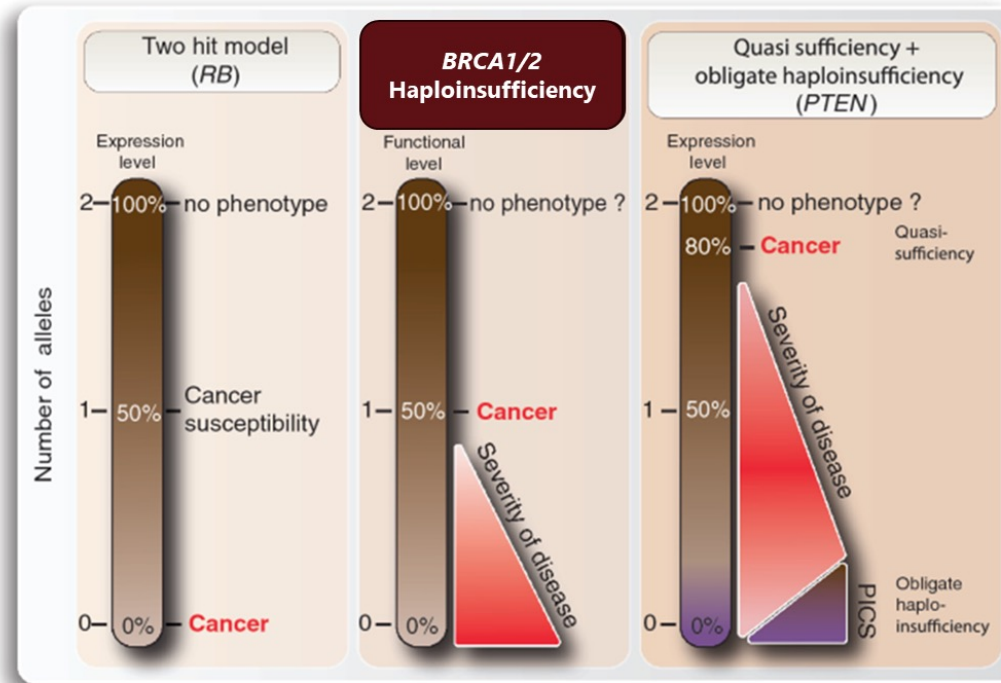 Two hit model
(RB)
BRCA1/2
Haploinsufficiency
Quasi sufficiency +
obligate haploinsufficiency
(PTEN)
Number of alleles
Expression
level
2
100%
no phenotype
1
50%
Cancer
susceptibility
0
0%
Cancer
Functional
level
2
100%
no phenotype ?
1
50%
Cancer
Severity of disease
0
0%
Expression
level
2
100%
no phenotype ?
80%
Cancer
Quasi-
sufficiency
1
50%
Severity of disease
0
0%
PICS
Obligate
haplo-
insufficiency